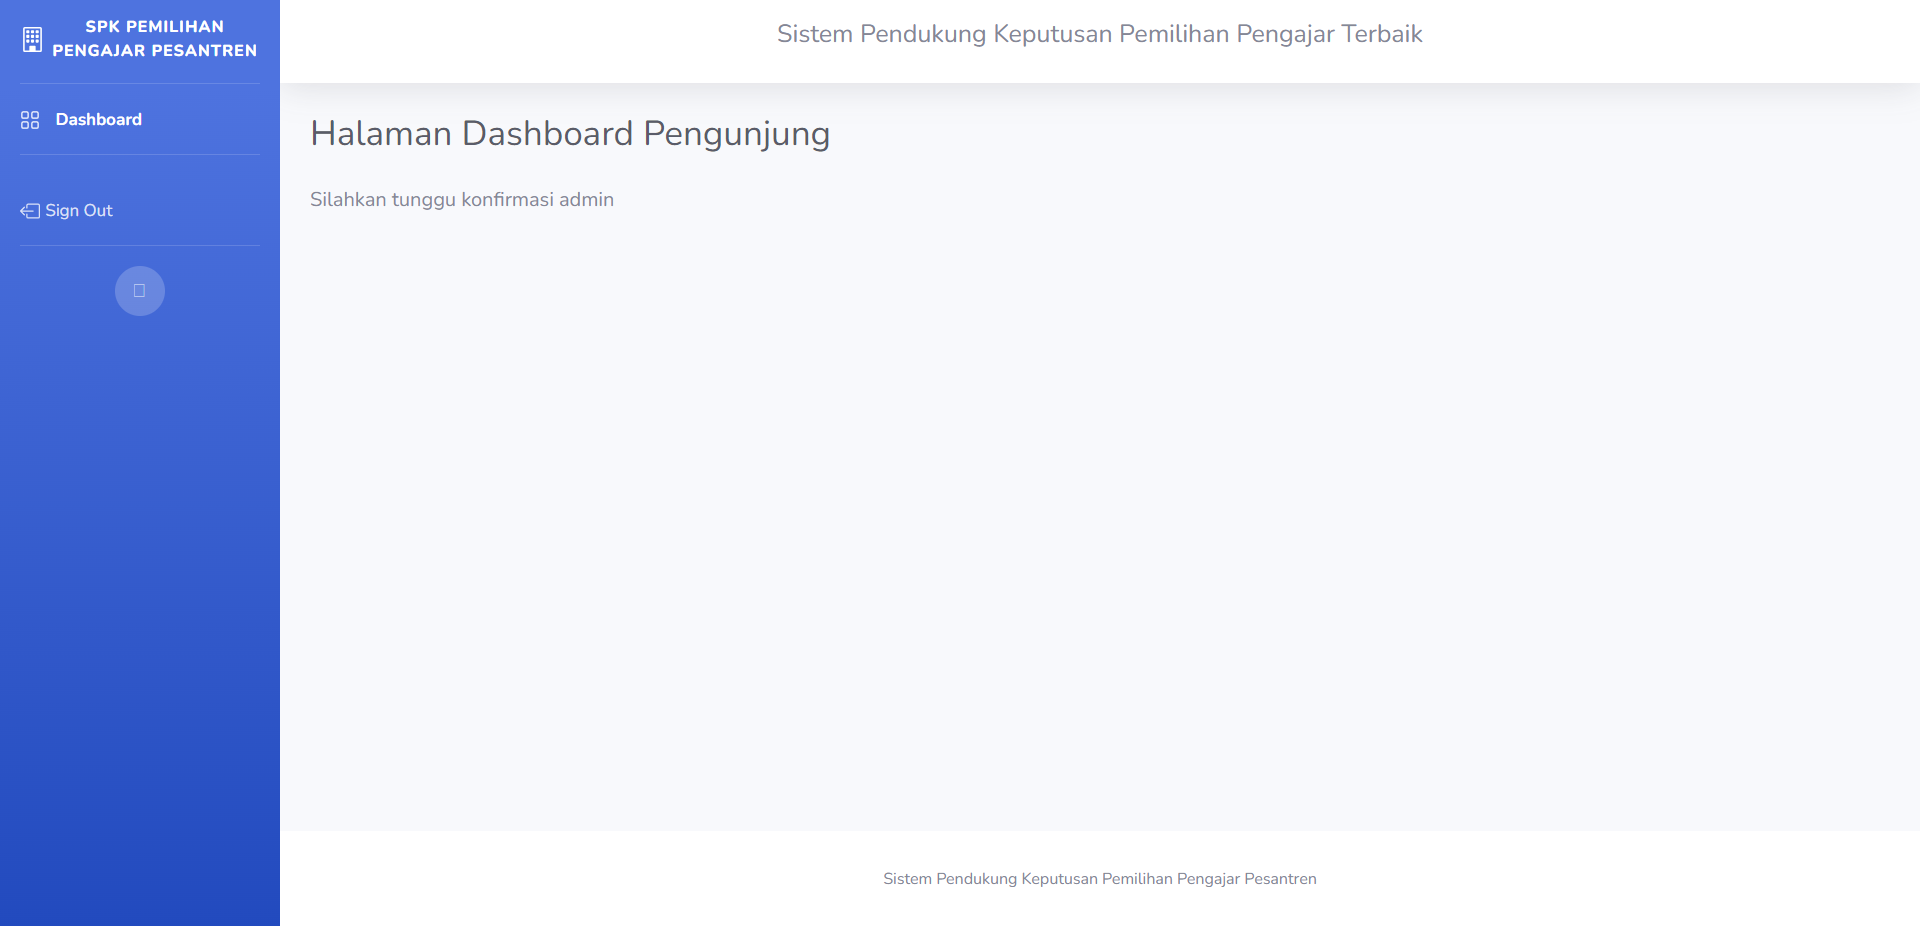 SPK PEMILIHAN
PENGAJAR PESANTREN
Dashboard
Sign Out
Sistem Pendukung Keputusan Pemilihan Pengajar Terbaik
Halaman Dashboard Pengunjung
Silahkan tunggu konfirmasi admin
Sistem Pendukung Keputusan Pemilihan Pengajar Pesantren